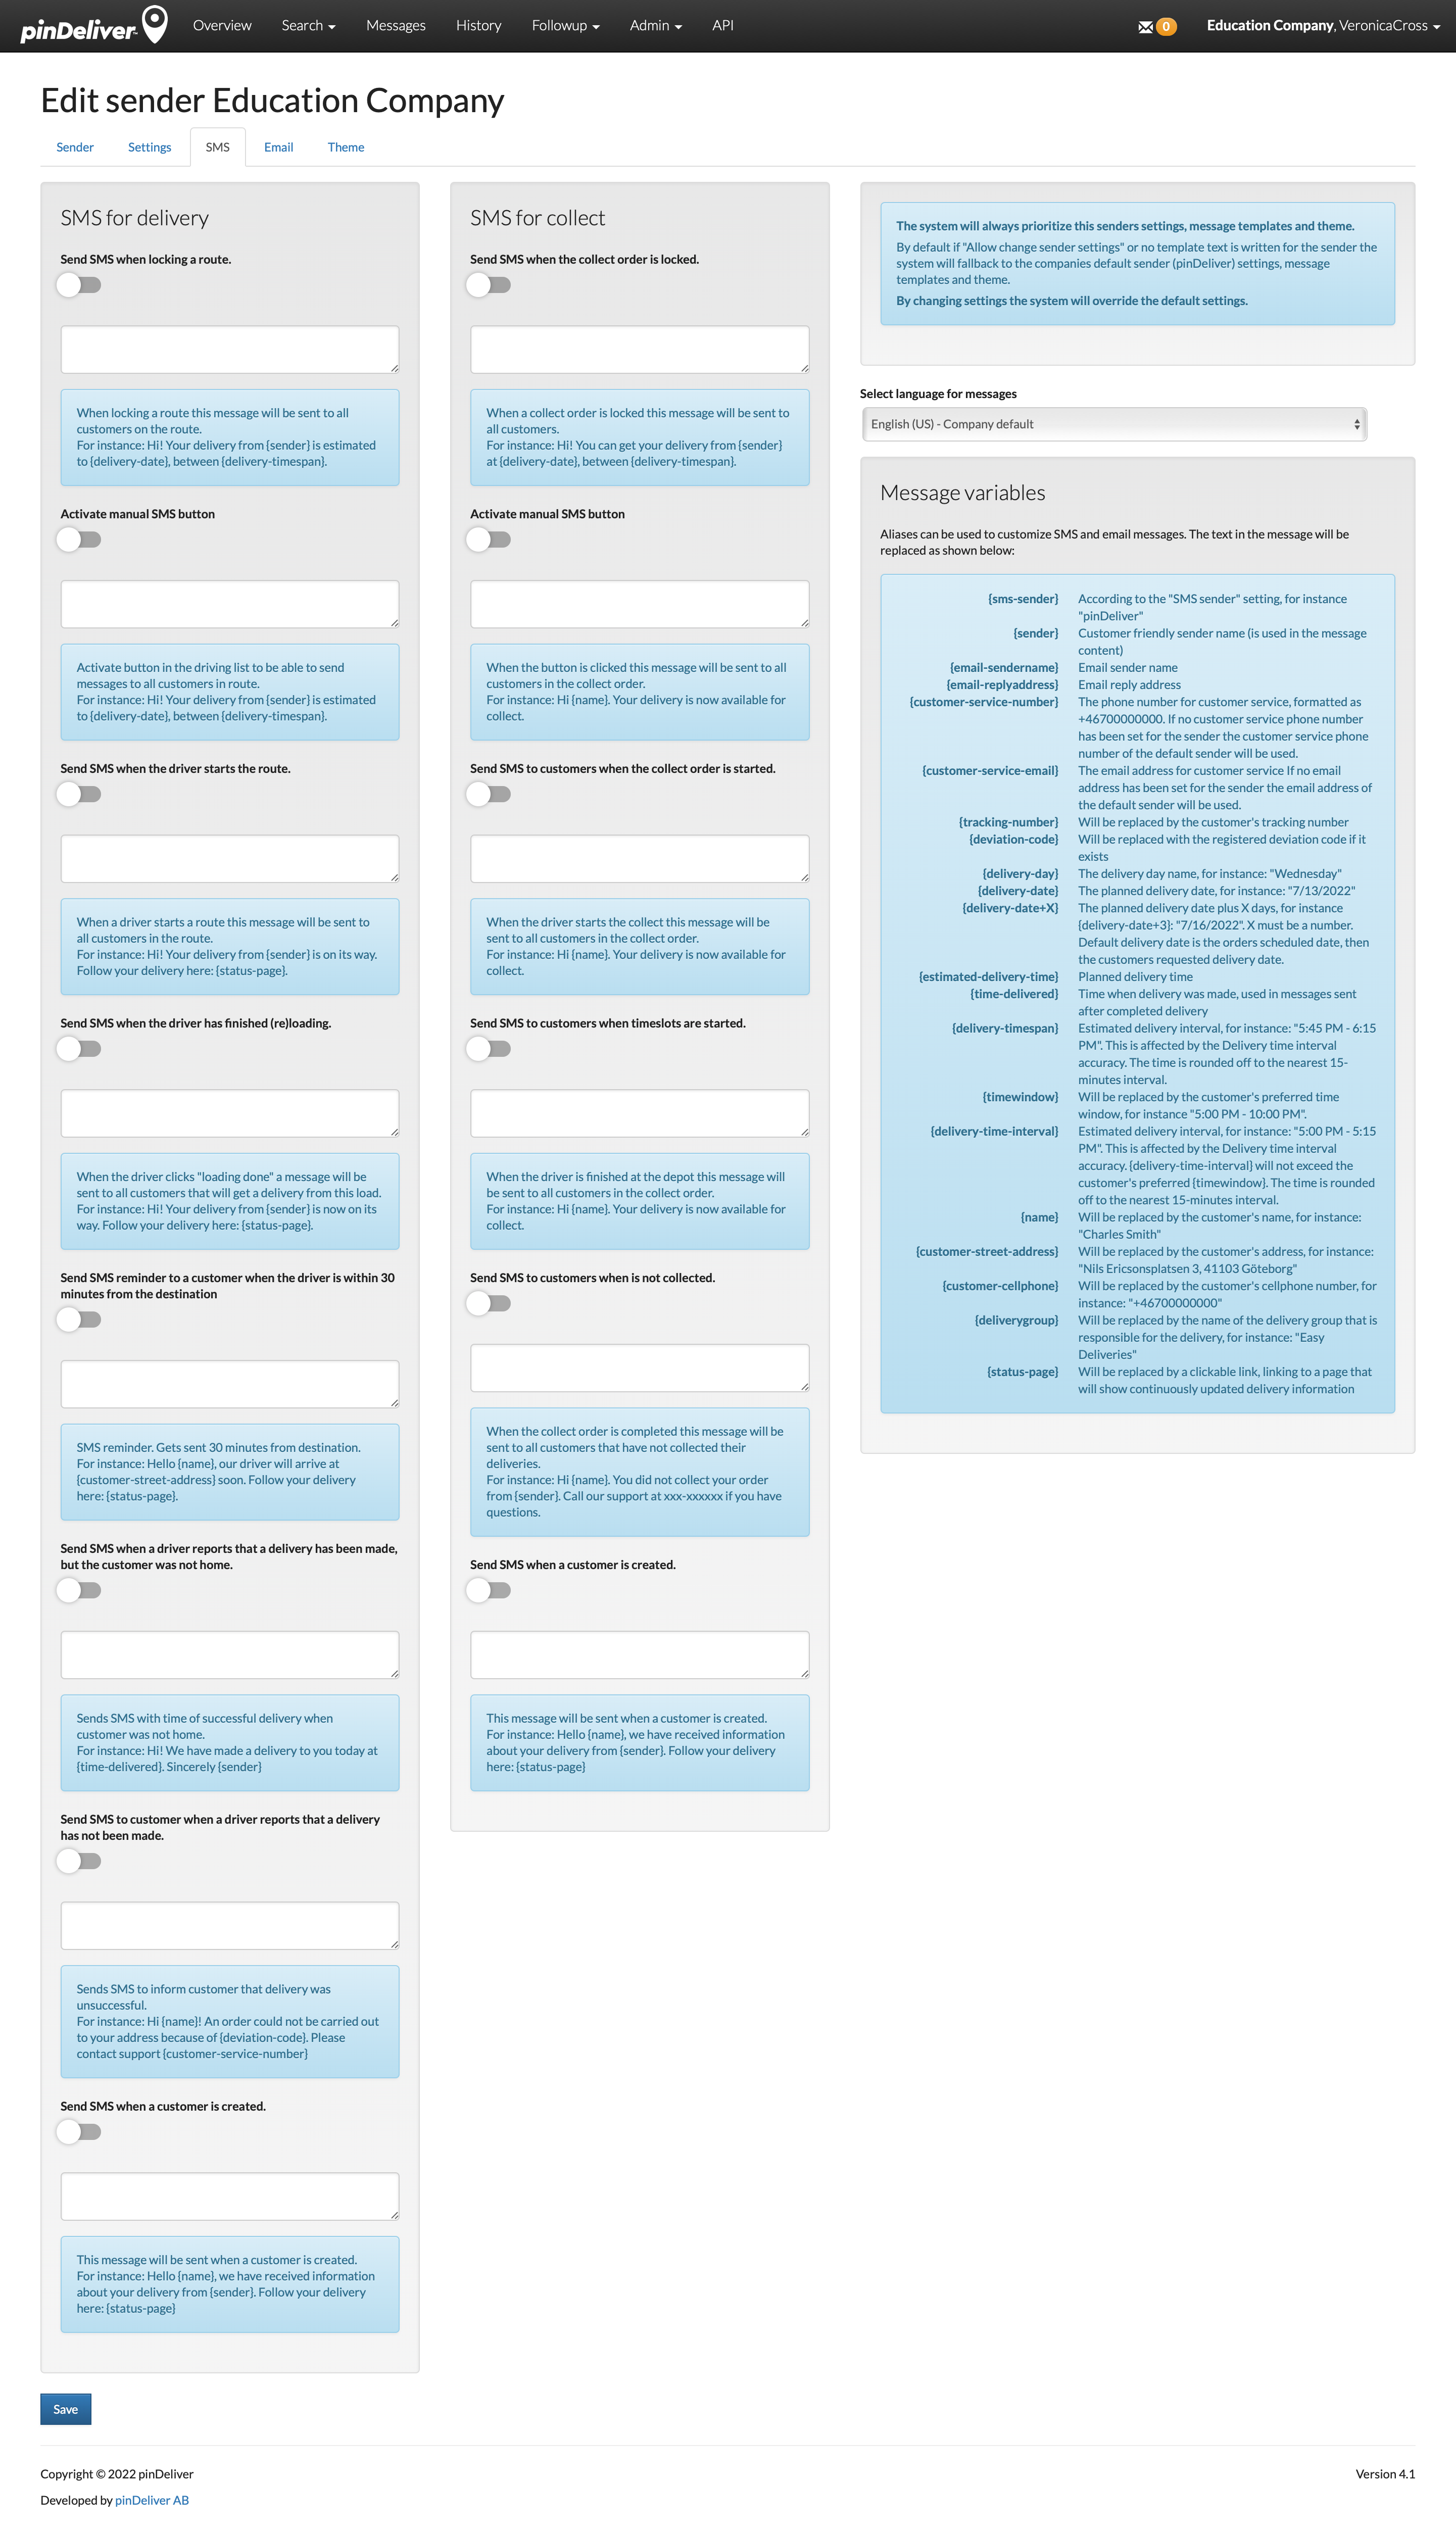 pinDeliver
Overview
Search
Messages
History
Followup
Admin
API
0
Education Company, VeronicaCross
Edit sender Education Company
Sender
Settings
SMS
Email
Theme
SMS for delivery
Send SMS when locking a route.
When locking a route this message will be sent to all
customers on the route.
For instance: Hi! Your delivery from {sender} is estimated
to {delivery-date}, between {delivery-timespan}.
Activate manual SMS button
Activate button in the driving list to be able to send
messages to all customers in route.
For instance: Hi! Your delivery from {sender} is estimated
to {delivery-date}, between {delivery-timespan}.
Send SMS when the driver starts the route.
When a driver starts a route this message will be sent to
all customers in the route.
For instance: Hi! Your delivery from {sender} is on its way.
Follow your delivery here: {status-page}.
Send SMS when the driver has finished (re)loading.
When the driver clicks "loading done" a message will be
sent to all customers that will get a delivery from this load.
For instance: Hi! Your delivery from {sender} is now on its
way. Follow your delivery here: {status-page}.
Send SMS reminder to a customer when the driver is within 30
minutes from the destination
SMS reminder. Gets sent 30 minutes from destination.
For instance: Hello {name}, our driver will arrive at
{customer-street-address} soon. Follow your delivery
here: {status-page}.
Send SMS when a driver reports that a delivery has been made,
but the customer was not home.
Sends SMS with time of successful delivery when
customer was not home.
For instance: Hi! We have made a delivery to you today at
{time-delivered}. Sincerely {sender}
Send SMS to customer when a driver reports that a delivery
has not been made.
Sends SMS to inform customer that delivery was
unsuccessful.
For instance: Hi {name}! An order could not be carried out
to your address because of {deviation-code}. Please
contact support {customer-service-number}
Send SMS when a customer is created.
This message will be sent when a customer is created.
For instance: Hello {name}, we have received information
about your delivery from {sender}. Follow your delivery
here: {status-page}
SMS for collect
Send SMS when the collect order is locked.
When a collect order is locked this message will be sent to
all customers.
For instance: Hi! You can get your delivery from {sender}
at {delivery-date}, between {delivery-timespan}.
Activate manual SMS button
When the button is clicked this message will be sent to all
customers in the collect order.
For instance: Hi {name}. Your delivery is now available for
collect.
Send SMS to customers when the collect order is started.
When the driver starts the collect this message will be
sent to all customers in the collect order.
For instance: Hi {name}. Your delivery is now available for
collect.
Send SMS to customers when timeslots are started.
When the driver is finished at the depot this message will
be sent to all customers in the collect order.
For instance: Hi {name}. Your delivery is now available for
collect.
Send SMS to customers when is not collected.
When the collect order is completed this message will be
sent to all customers that have not collected their
deliveries.
For instance: Hi {name}. You did not collect your order
from {sender}. Call our support at xxx-xxxxxx if you have
questions.
Send SMS when a customer is created.
This message will be sent when a customer is created.
For instance: Hello {name}, we have received information
about your delivery from {sender}. Follow your delivery
here: {status-page}
The system will always prioritize this senders settings, message templates and theme.
By default if "Allow change sender settings" or no template text is written for the sender the
system will fallback to the companies default sender (pinDeliver) settings, message
templates and theme.
By changing settings the system will override the default settings.
Select language for messages
English (US) - Company default
Message variables
Aliases can be used to customize SMS and email messages. The text in the message will be
replaced as shown below:
{sms-sender} According to the "SMS sender" setting, for instance
"pinDeliver"
{sender} Customer friendly sender name (is used in the message
content)
{email-sendername} Email sender name
{email-replyaddress} Email reply address
{customer-service-number} The phone number for customer service, formatted as
+46700000000. If no customer service phone number
has been set for the sender the customer service phone
number of the default sender will be used.
{customer-service-email} The email address for customer service If no email
address has been set for the sender the email address of
the default sender will be used.
{tracking-number} Will be replaced by the customer's tracking number
{deviation-code} Will be replaced with the registered deviation code if it
exists
{delivery-day} The delivery day name, for instance: "Wednesday"
{delivery-date} The planned delivery date, for instance: "7/13/2022"
{delivery-date+X} The planned delivery date plus X days, for instance
{delivery-date+3}: "7/16/2022". X must be a number.
Default delivery date is the orders scheduled date, then
the customers requested delivery date.
{estimated-delivery-time} Planned delivery time
{time-delivered} Time when delivery was made, used in messages sent
after completed delivery
{delivery-timespan} Estimated delivery interval, for instance: "5:45 PM - 6:15
PM". This is affected by the Delivery time interval
accuracy. The time is rounded off to the nearest 15-
minutes interval.
{timewindow} Will be replaced by the customer's preferred time
window, for instance "5:00 PM - 10:00 PM".
{delivery-time-interval} Estimated delivery interval, for instance: "5:00 PM - 5:15
PM". This is affected by the Delivery time interval
accuracy. {delivery-time-interval} will not exceed the
customer's preferred {timewindow}. The time is rounded
off to the nearest 15-minutes interval.
{name} Will be replaced by the customer's name, for instance:
"Charles Smith"
{customer-street-address} Will be replaced by the customer's address, for instance:
"Nils Ericsonsplatsen 3, 41103 Göteborg"
{customer-cellphone} Will be replaced by the customer's cellphone number, for
instance: "+46700000000"
{deliverygroup} Will be replaced by the name of the delivery group that is
responsible for the delivery, for instance: "Easy
Deliveries"
{status-page} Will be replaced by a clickable link, linking to a page that
will show continuously updated delivery information
Save
Copyright © 2022 pinDeliver
Version 4.1
Developed by pinDeliver AB